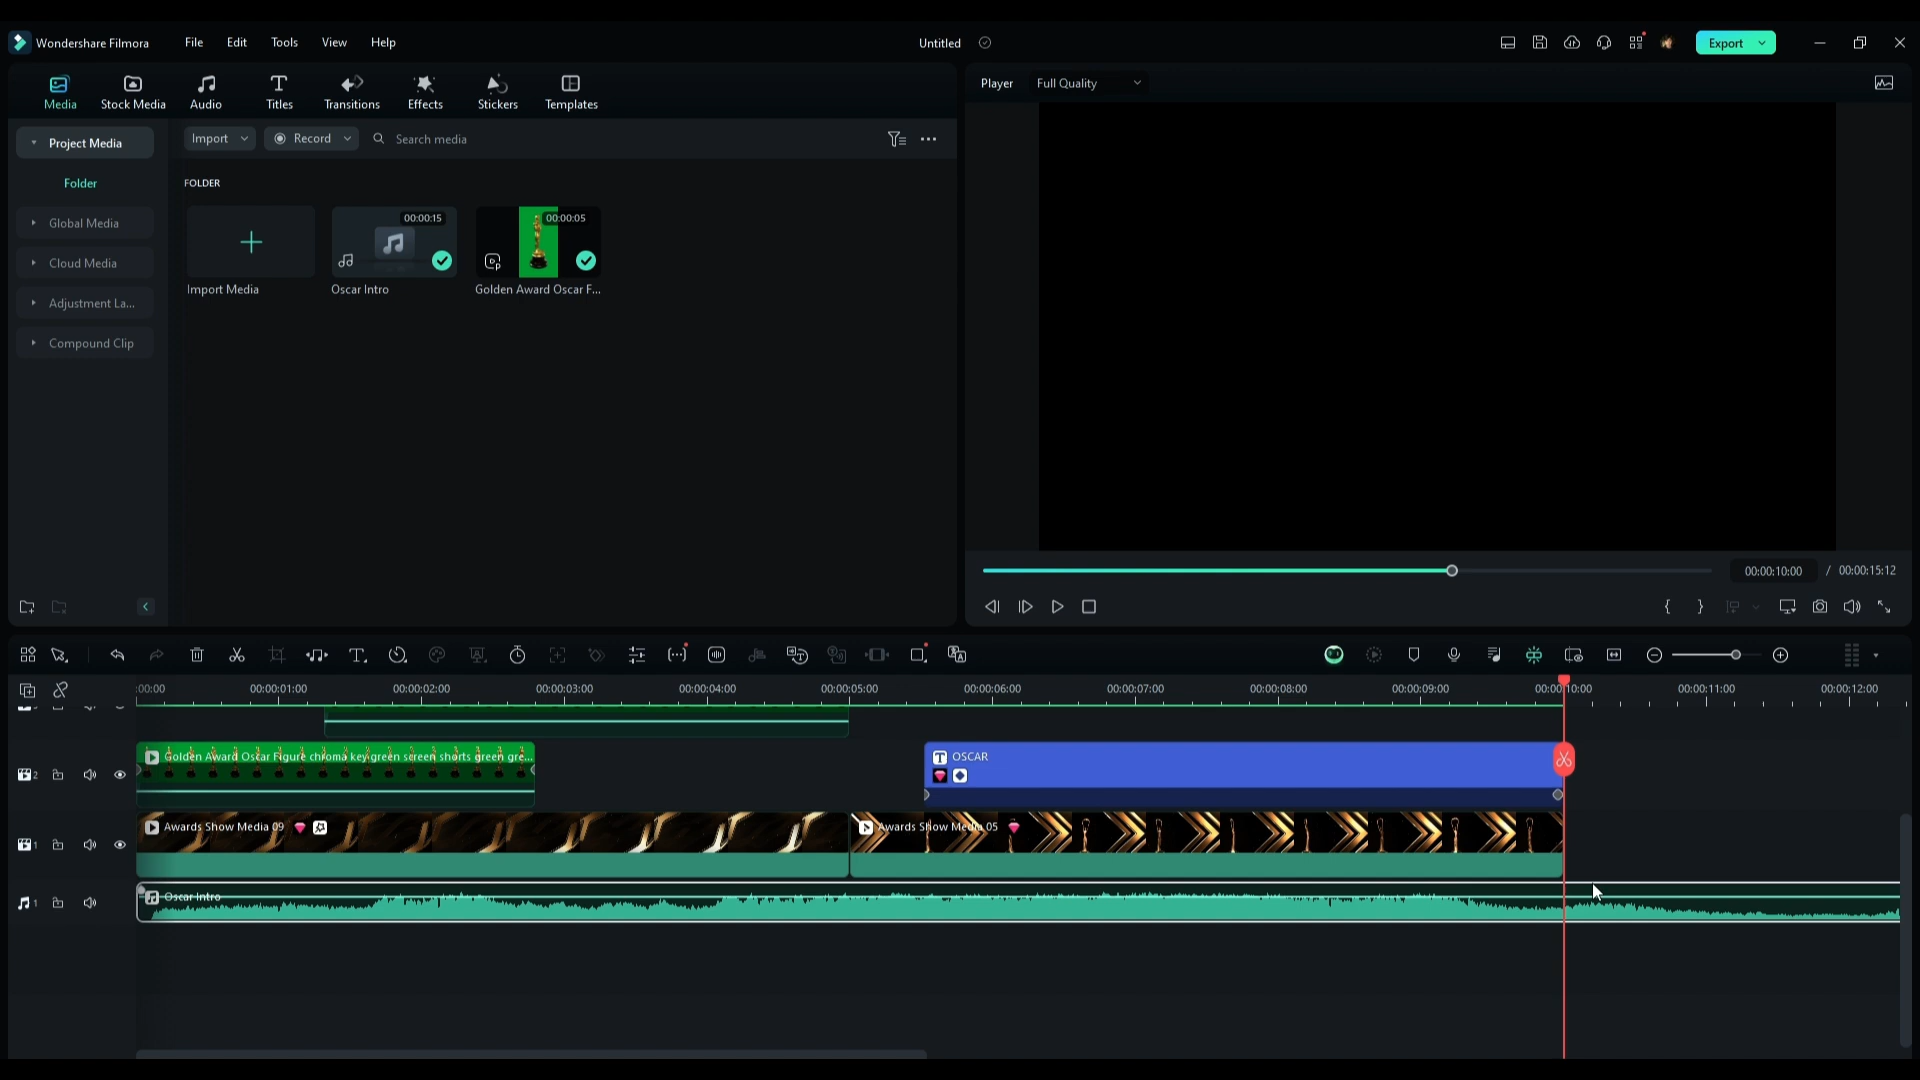 Wondershare Filmora
File
Edit
Tools
View
Help
Untitled
Export
Media
Stock Media
Audio
Titles
Transitions
Effects
Stickers
Templates
Player
Full Quality
Project Media
Import
Record
Search media
Folder
FOLDER
Global Media
Cloud Media
Adjustment La...
Compound Clip
00:00:15
00:00:05
Import Media
Oscar Intro
Golden Award Oscar F...
00:00:10:00
/ 00:00:15:12
:00:00
00:00:01:00
00:00:02:00
00:00:03:00
00:00:04:00
00:00:05:00
00:00:06:00
00:00:07:00
00:00:08:00
00:00:09:00
00:00:10:00
00:00:11:00
00:00:12:00
2
Golden Award Oscar Figure chroma key green screen shorts green gre...
OSCAR
1
Awards Show Media 09
Awards Show Media 05
1
Oscar Intro